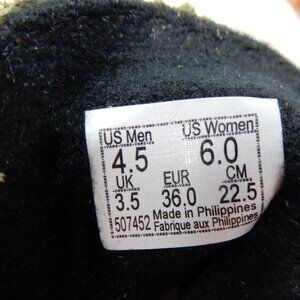 US Men US Women
4.5 6.0
UK EUR CM
3.5 36.0 22.5
507452 Made in Philippines
Fabriqué aux Philippines